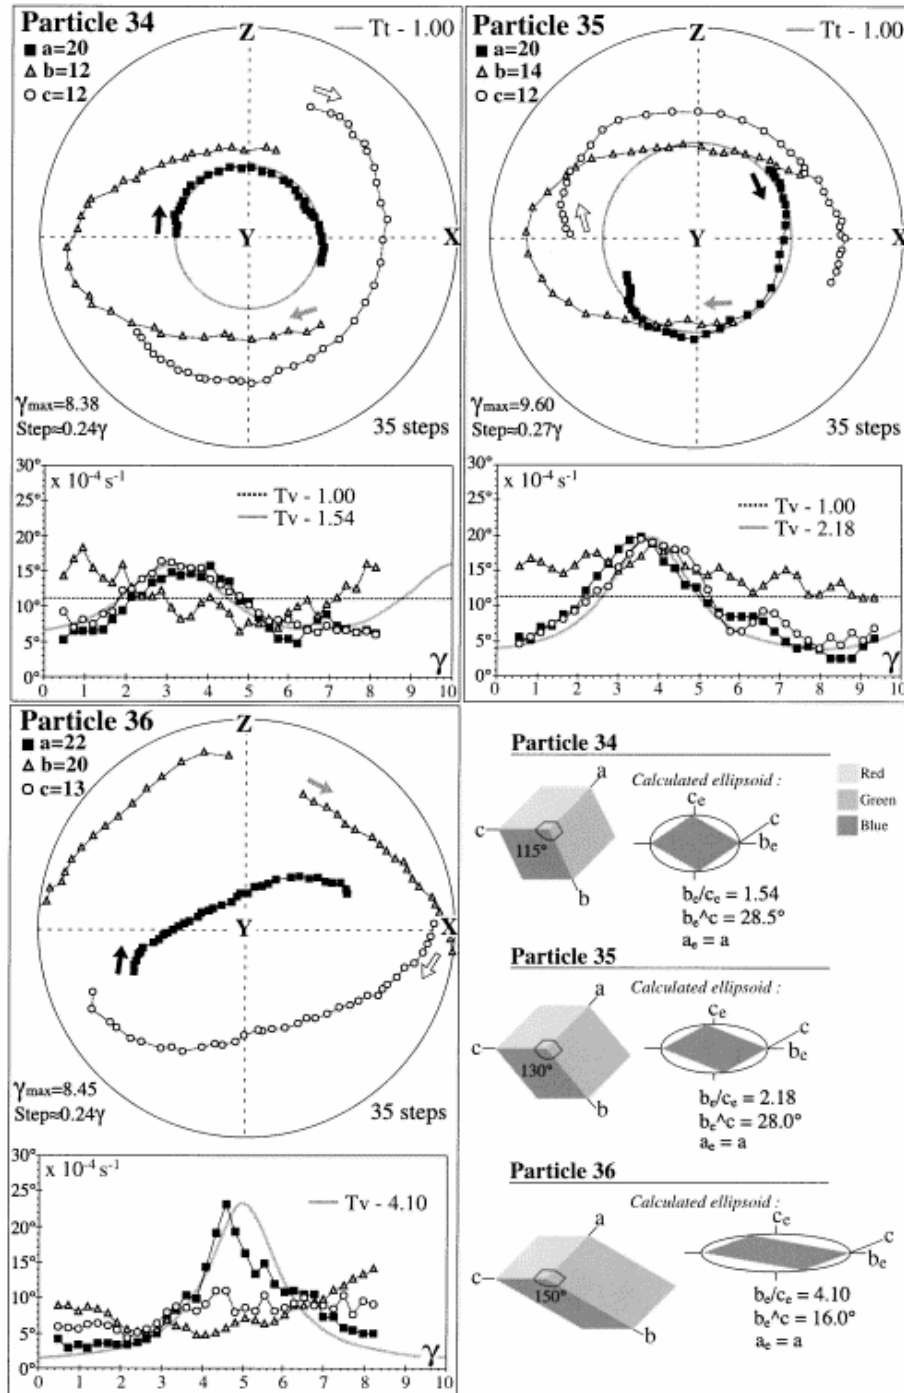 Particle 34
a=20
b=12
c=12
Tt - 1.00
Z
X
Y
γmax=8.38
Step≈0.24γ
35 steps
30°
25°
20°
15°
10°
5°
0°
x 10-4 s-1
Tv - 1.00
Tv - 1.54
γ
0 1 2 3 4 5 6 7 8 9 10
Particle 35
a=20
b=14
c=12
Tt - 1.00
Z
X
Y
γmax=9.60
Step≈0.27γ
35 steps
30°
25°
20°
15°
10°
5°
0°
x 10-4 s-1
Tv - 1.00
Tv - 2.18
γ
0 1 2 3 4 5 6 7 8 9 10
Particle 36
a=22
b=20
c=13
Z
X
Y
γmax=8.45
Step≈0.24γ
35 steps
30°
25°
20°
15°
10°
5°
0°
x 10-4 s-1
Tv - 4.10
γ
0 1 2 3 4 5 6 7 8 9 10
Particle 34
Calculated ellipsoid :
Red
Green
Blue
a
c
b
115°
ce
c
be
be/ce = 1.54
be^c = 28.5°
ae = a
Particle 35
Calculated ellipsoid :
a
c
b
130°
ce
c
be
be/ce = 2.18
be^c = 28.0°
ae = a
Particle 36
Calculated ellipsoid :
a
c
b
150°
ce
c
be
be/ce = 4.10
be^c = 16.0°
ae = a